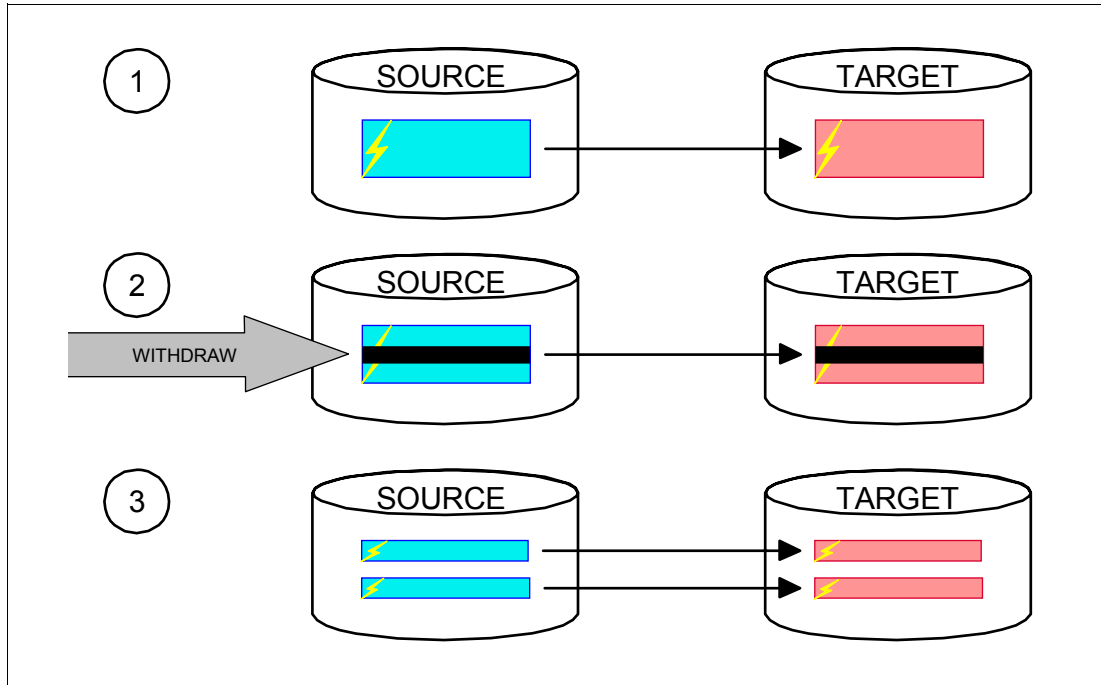 1
SOURCE
TARGET
2
SOURCE
TARGET
WITHDRAW
3
SOURCE
TARGET